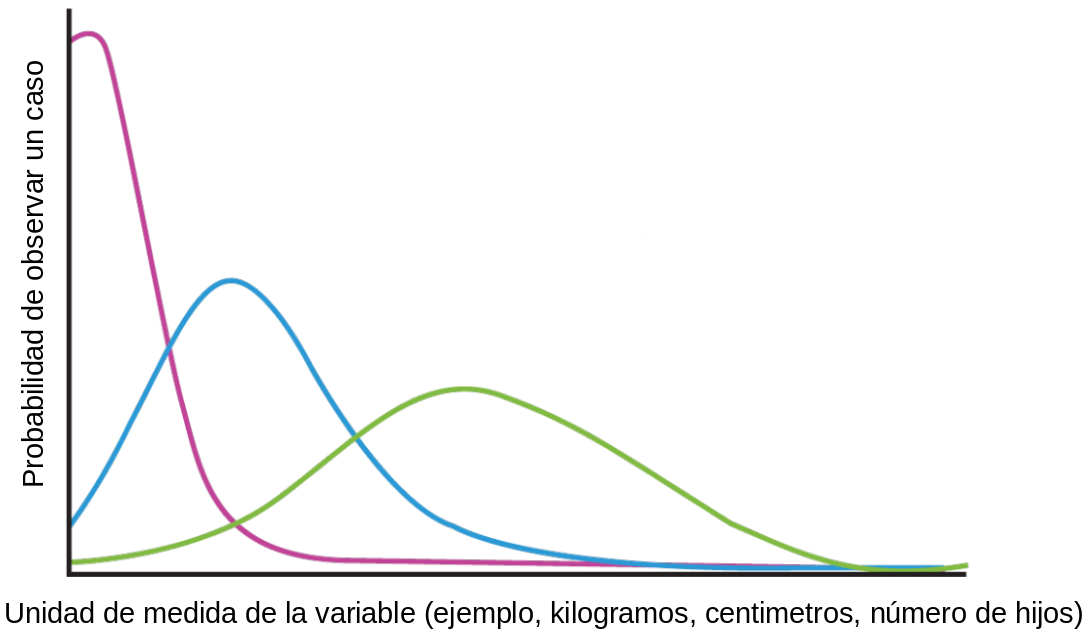 Probabilidad de observar un caso
Unidad de medida de la variable (ejemplo, kilogramos, centimetros, número de hijos)